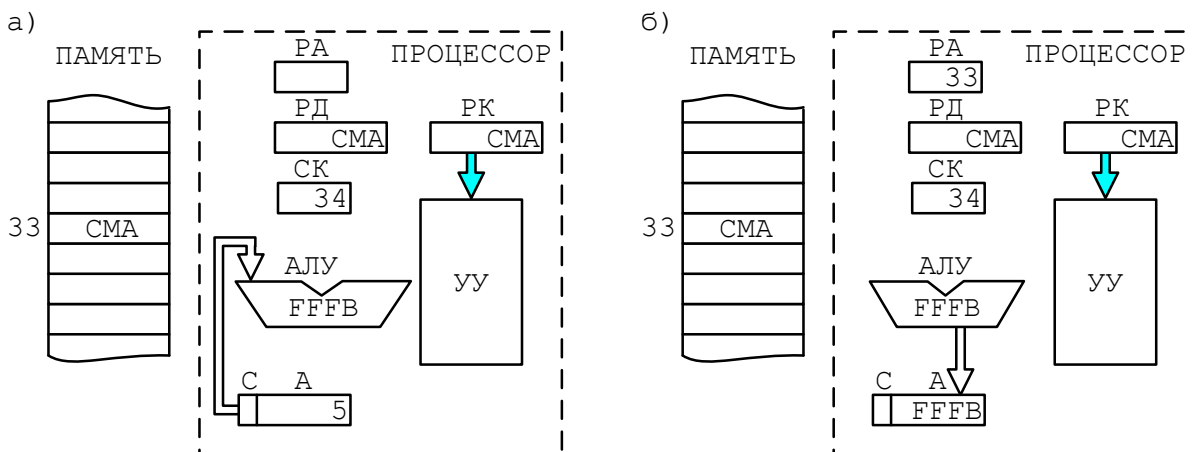 а)
ПАМЯТЬ
РА
ПРОЦЕССОР
РД
РК
СМА
СМА
СК
34
33
СМА
АЛУ
FFFB
УУ
С
А
5
б)
ПАМЯТЬ
РА
ПРОЦЕССОР
33
РД
РК
СМА
СМА
СК
34
33
СМА
АЛУ
FFFB
УУ
С
А
FFFB